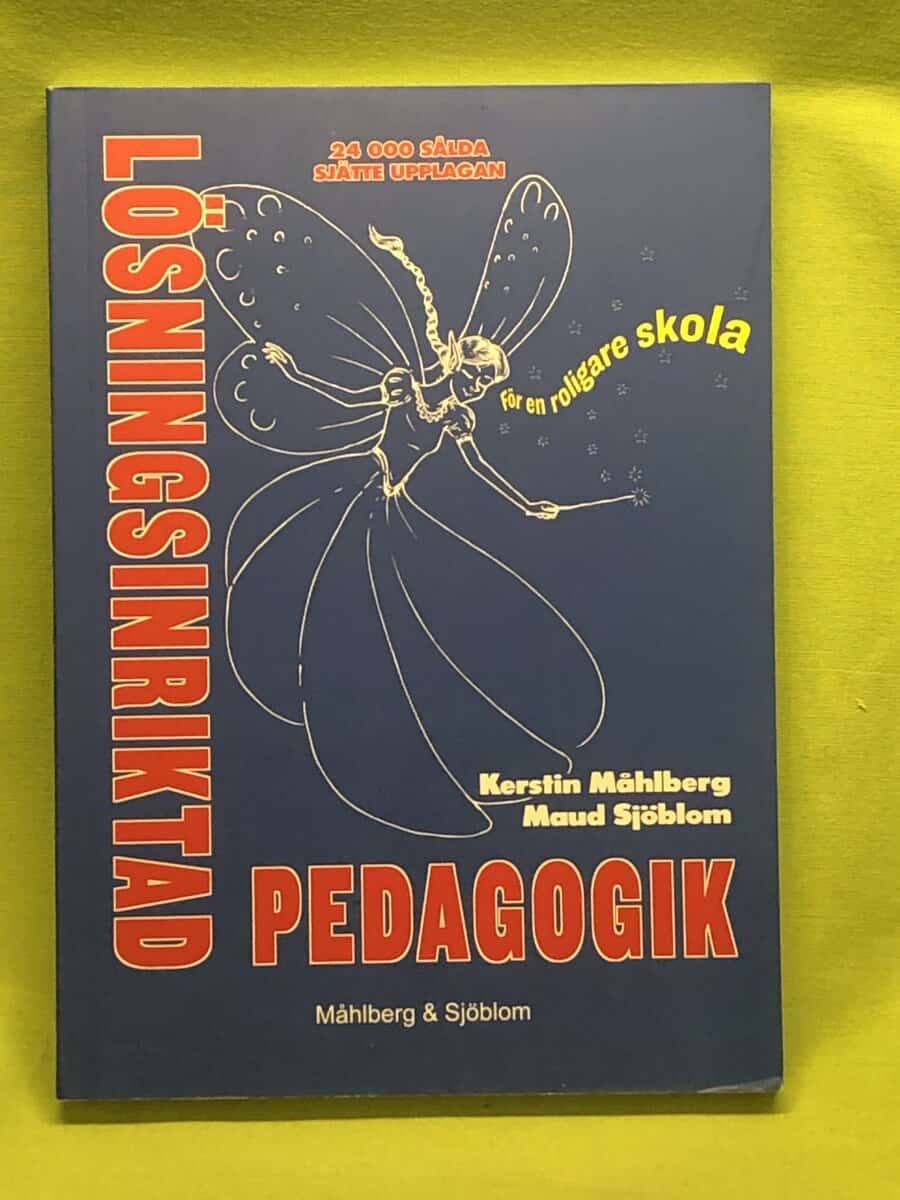 24 000 SÅLDA
SJÄTTE UPPLAGAN
LÖSNINGSINRIKTAD
För en roligare skola
Kerstin Måhlberg
Maud Sjöblom
PEDAGOGIK
Måhlberg & Sjöblom